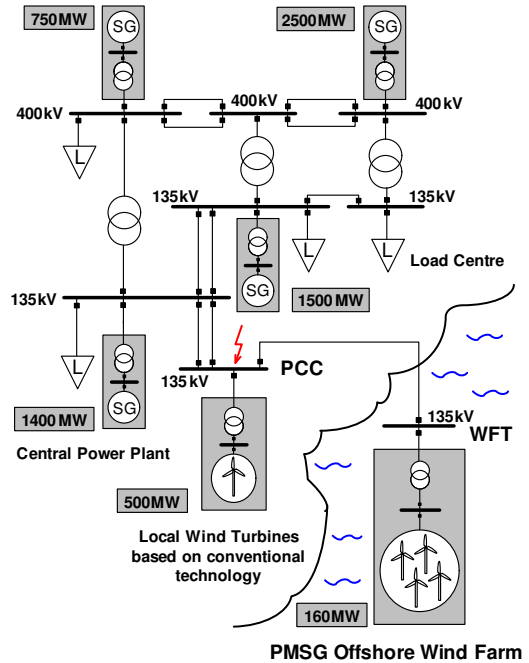 750MW
SG
2500MW
SG
400kV
400kV
400kV
L
135kV
135kV
L
L
Load Centre
SG
1500MW
135kV
L
SG
1400MW
Central Power Plant
135kV
PCC
135kV
WFT
500MW
Local Wind Turbines
based on conventional
technology
160MW
PMSG Offshore Wind Farm